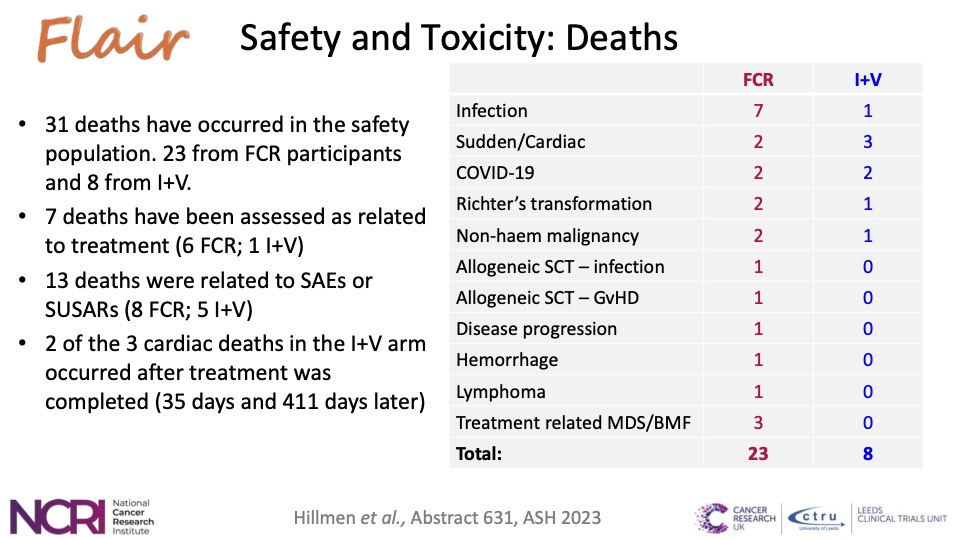 Flair
Safety and Toxicity: Deaths
• 31 deaths have occurred in the safety
population. 23 from FCR participants
and 8 from I+V.
• 7 deaths have been assessed as related
to treatment (6 FCR; 1 I+V)
• 13 deaths were related to SAEs or
SUSARs (8 FCR; 5 I+V)
• 2 of the 3 cardiac deaths in the I+V arm
occurred after treatment was
completed (35 days and 411 days later)
FCR I+V
Infection 7 1
Sudden/Cardiac 2 3
COVID-19 2 2
Richter’s transformation 2 1
Non-haem malignancy 2 1
Allogeneic SCT – infection 1 0
Allogeneic SCT – GvHD 1 0
Disease progression 1 0
Hemorrhage 1 0
Lymphoma 1 0
Treatment related MDS/BMF 3 0
Total: 23 8
NCRI
National
Cancer
Research
Institute
Hillmen et al., Abstract 631, ASH 2023
CANCER
RESEARCH
UK
ctru
University of Leeds
LEEDS
CLINICAL TRIALS UNIT